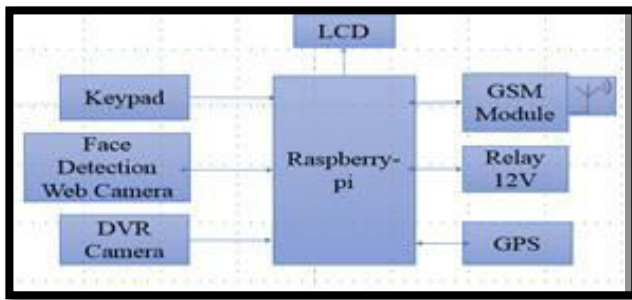 LCD
Keypad
Face
Detection
Web Camera
DVR
Camera
Raspberry-
pi
GSM
Module
Relay
12V
GPS